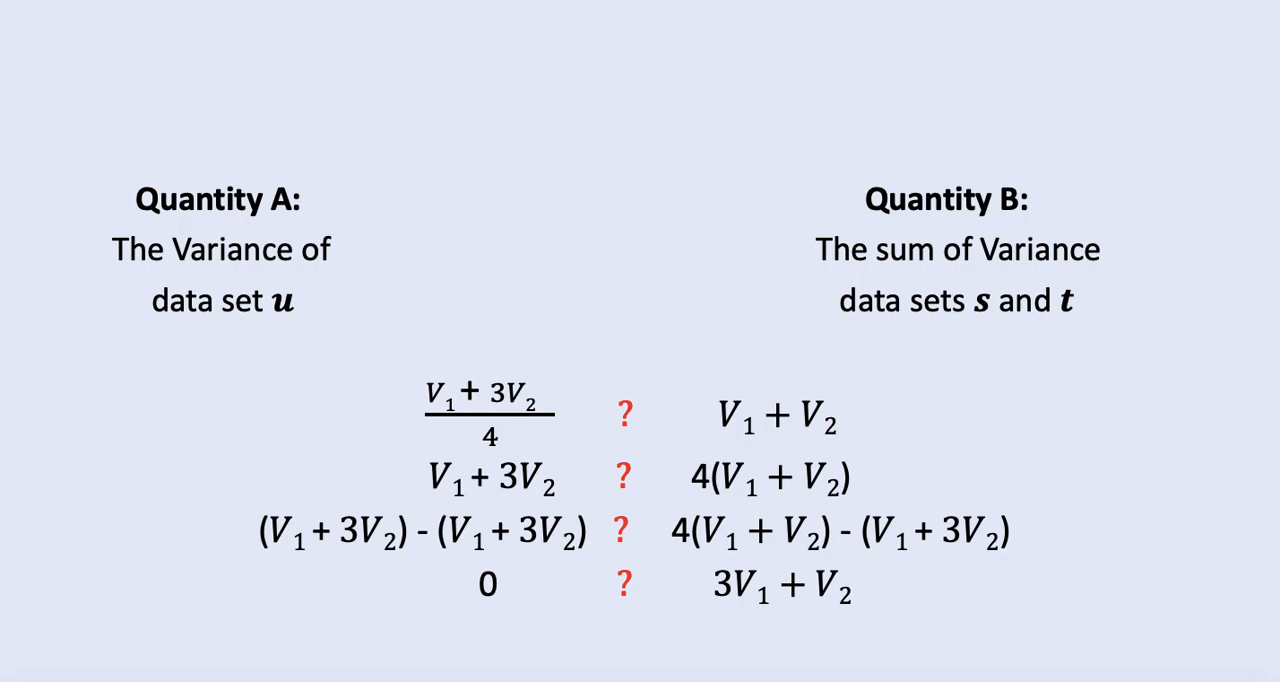 Quantity A:
The Variance of
data set u
Quantity B:
The sum of Variance
data sets s and t
V₁ + 3V₂
4
? V₁ + V₂
V₁ + 3V₂ ? 4(V₁ + V₂)
(V₁ + 3V₂) - (V₁ + 3V₂) ? 4(V₁ + V₂) - (V₁ + 3V₂)
0 ? 3V₁ + V₂